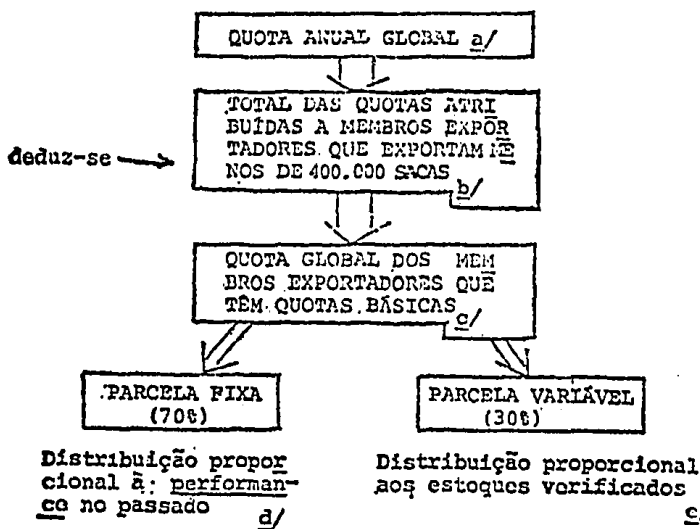 QUOTA ANUAL GLOBAL a/
TOTAL DAS QUOTAS ATRI
BUÍDAS A MEMBROS EXPOR
TADORES QUE EXPORTAM ME
NOS DE 400.000 SACAS
b/
deduz-se
QUOTA GLOBAL DOS MEM
BROS EXPORTADORES QUE
TÊM QUOTAS BÁSICAS
c/
PARCELA FIXA
(70%)
PARCELA VARIÁVEL
(30%)
Distribuição propor
cional à performan-
ce no passado d/
Distribuição proporcional
aos estoques verificados
e